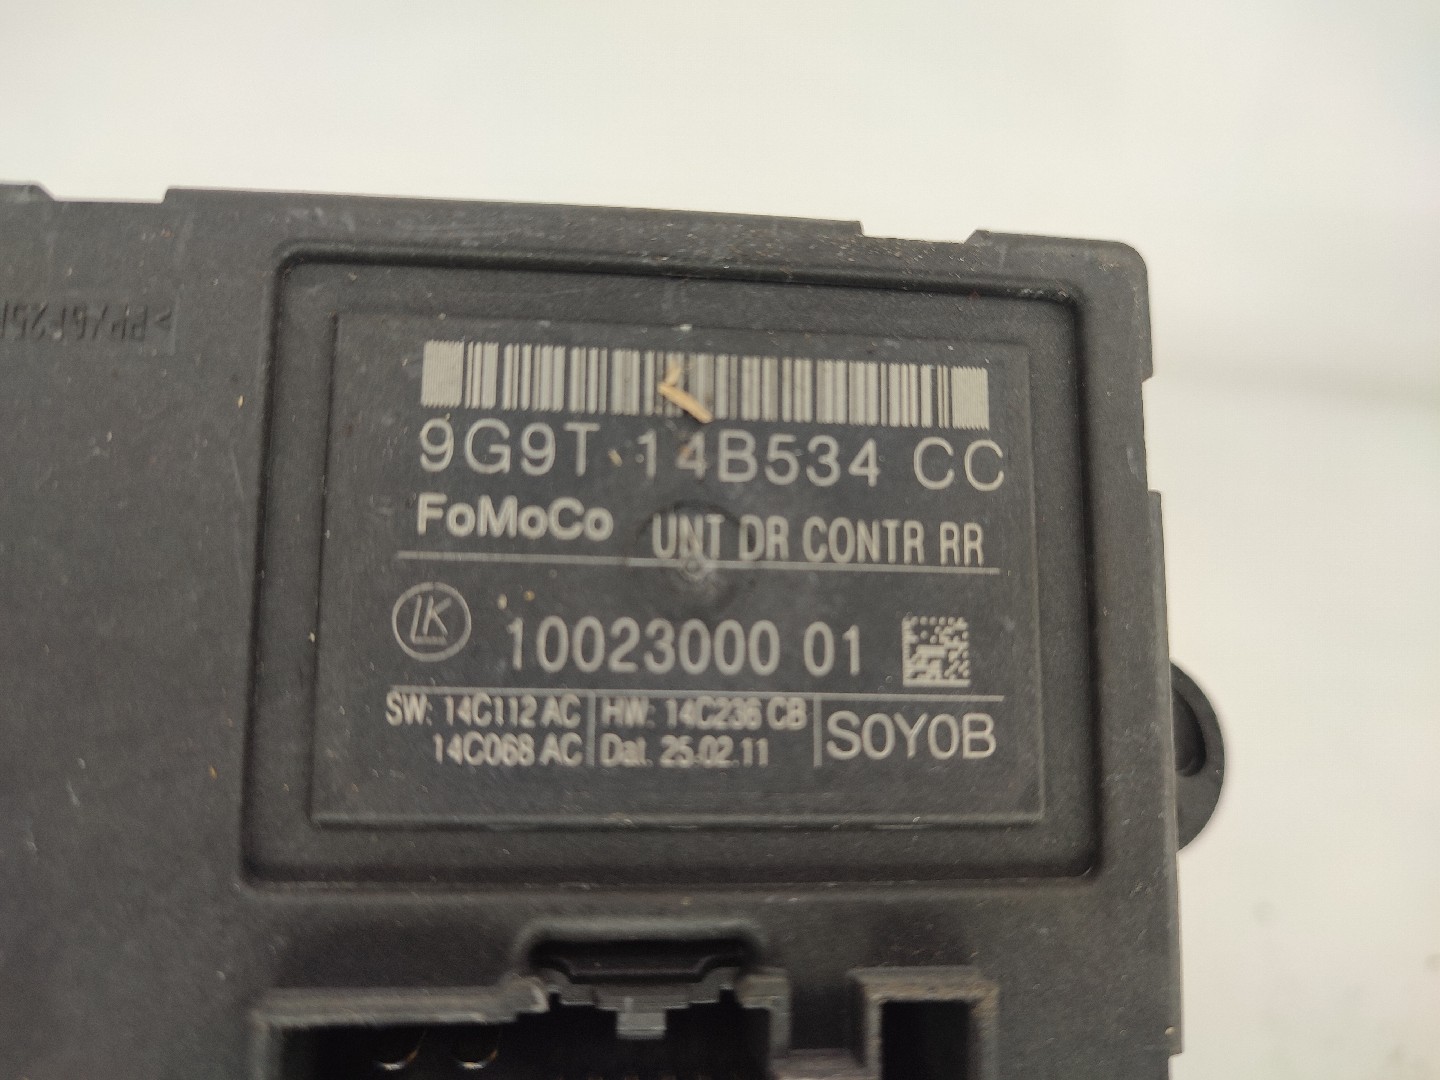 9G9T 14B534 CC
FoMoCo UNT DR CONTR RR
LK 10023000 01
SW: 14C112 AC HW: 14C236 CB S0Y0B
14C068 AC Dat. 25.02.11